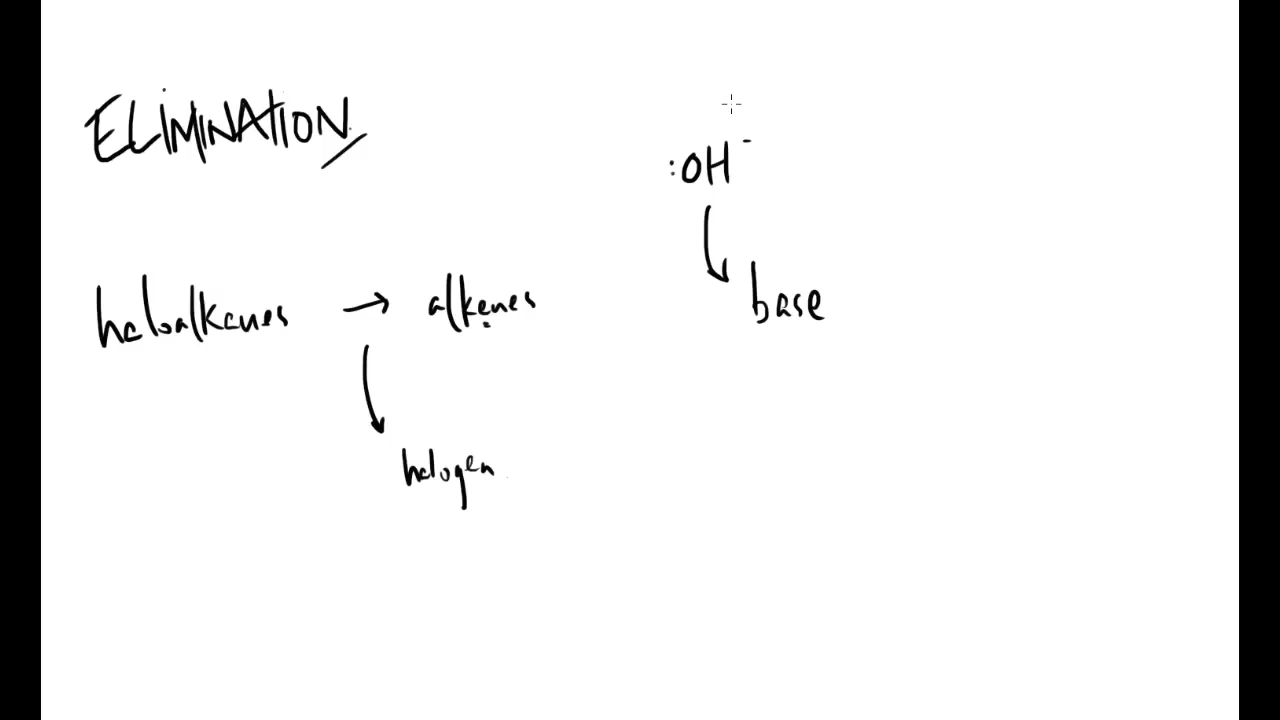 ELIMINATION
:OH⁻
haloalkanes → alkenes
base
halogen